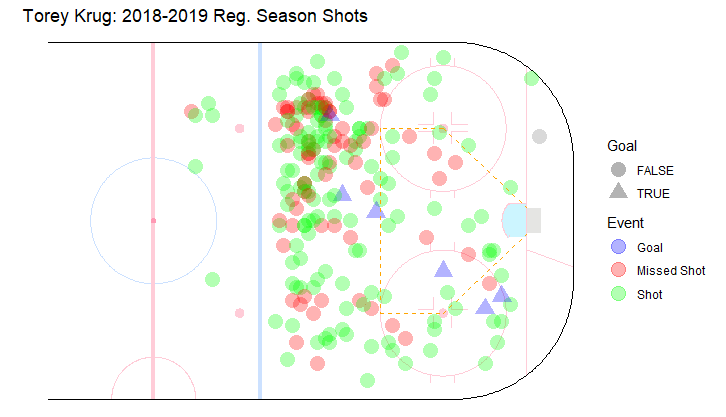 Torey Krug: 2018-2019 Reg. Season Shots
Goal
FALSE
TRUE
Event
Goal
Missed Shot
Shot